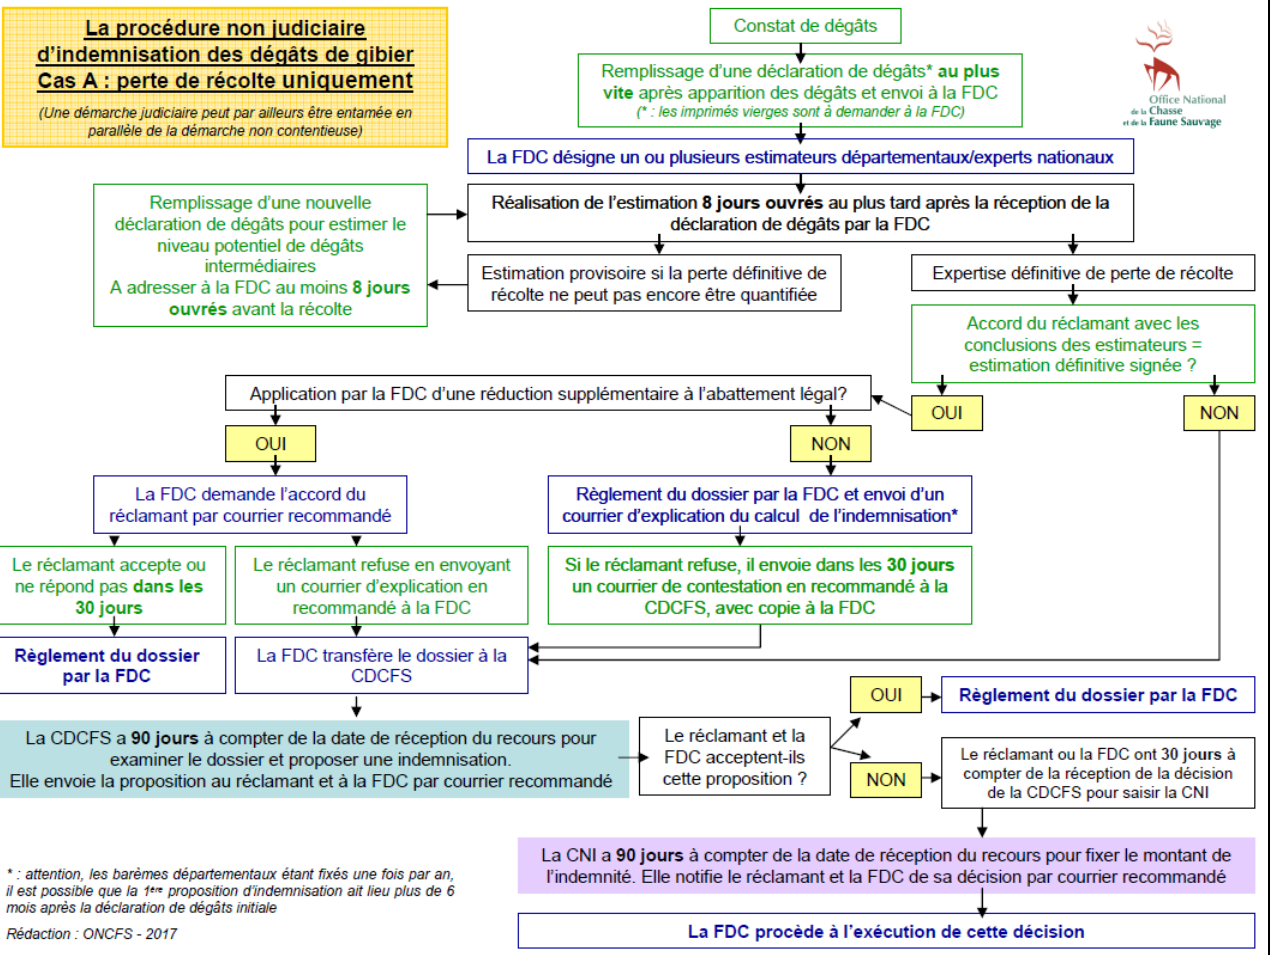 La procédure non judiciaire
d’indemnisation des dégâts de gibier
Cas A : perte de récolte uniquement
(Une démarche judiciaire peut par ailleurs être entamée en
parallèle de la démarche non contentieuse)
Constat de dégâts
Office National
de la Chasse
et de la Faune Sauvage
Remplissage d’une déclaration de dégâts* au plus
vite après apparition des dégâts et envoi à la FDC
(* : les imprimés vierges sont à demander à la FDC)
La FDC désigne un ou plusieurs estimateurs départementaux/experts nationaux
Réalisation de l’estimation 8 jours ouvrés au plus tard après la réception de la
déclaration de dégâts par la FDC
Remplissage d’une nouvelle
déclaration de dégâts pour estimer le
niveau potentiel de dégâts
intermédiaires
A adresser à la FDC au moins 8 jours
ouvrés avant la récolte
Estimation provisoire si la perte définitive de
récolte ne peut pas encore être quantifiée
Expertise définitive de perte de récolte
Accord du réclamant avec les
conclusions des estimateurs =
estimation définitive signée ?
OUI
NON
Application par la FDC d’une réduction supplémentaire à l’abattement légal?
OUI
NON
La FDC demande l’accord du
réclamant par courrier recommandé
Règlement du dossier par la FDC et envoi d’un
courrier d’explication du calcul de l’indemnisation*
Le réclamant accepte ou
ne répond pas dans les
30 jours
Le réclamant refuse en envoyant
un courrier d’explication en
recommandé à la FDC
Si le réclamant refuse, il envoie dans les 30 jours
un courrier de contestation en recommandé à la
CDCFS, avec copie à la FDC
Règlement du dossier
par la FDC
La FDC transfère le dossier à la
CDCFS
La CDCFS a 90 jours à compter de la date de réception du recours pour
examiner le dossier et proposer une indemnisation.
Elle envoie la proposition au réclamant et à la FDC par courrier recommandé
Le réclamant et la
FDC acceptent-ils
cette proposition ?
OUI
Règlement du dossier par la FDC
NON
Le réclamant ou la FDC ont 30 jours à
compter de la réception de la décision
de la CDCFS pour saisir la CNI
La CNI a 90 jours à compter de la date de réception du recours pour fixer le montant de
l’indemnité. Elle notifie le réclamant et la FDC de sa décision par courrier recommandé
La FDC procède à l’exécution de cette décision
* : attention, les barèmes départementaux étant fixés une fois par an,
il est possible que la 1ère proposition d’indemnisation ait lieu plus de 6
mois après la déclaration de dégâts initiale
Rédaction : ONCFS - 2017